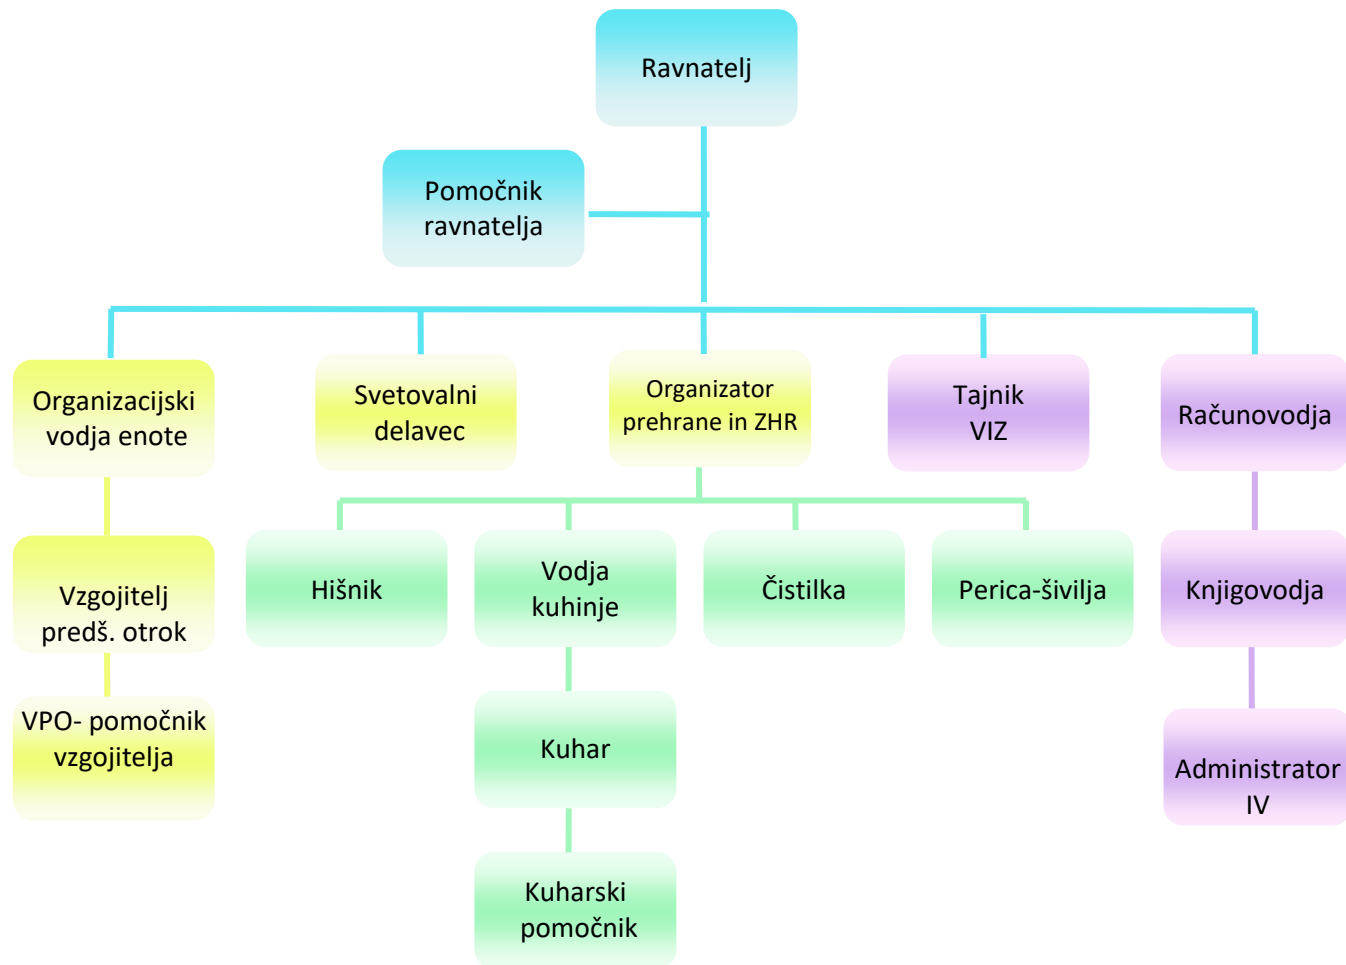 Ravnatelj
Pomočnik
ravnatelja
Organizacijski
vodja enote
Svetovalni
delavec
Organizator
prehrane in ZHR
Tajnik
VIZ
Računovodja
Vzgojitelj
predš. otrok
Hišnik
Vodja
kuhinje
Čistilka
Perica-šivilja
Knjigovodja
VPO- pomočnik
vzgojitelja
Kuhar
Administrator
IV
Kuharski
pomočnik